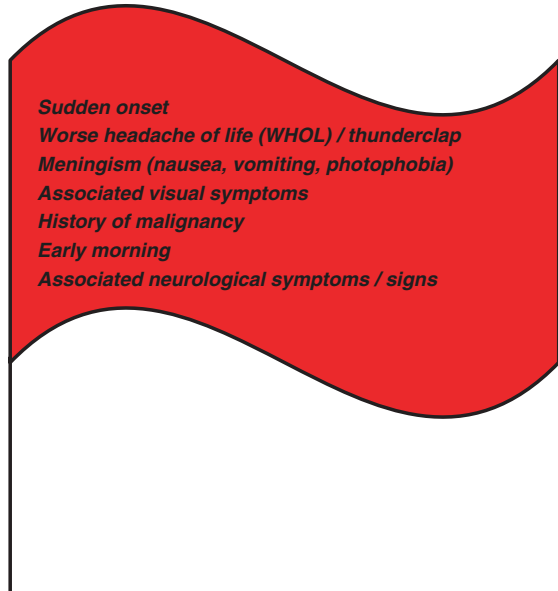 Sudden onset
Worse headache of life (WHOL) / thunderclap
Meningism (nausea, vomiting, photophobia)
Associated visual symptoms
History of malignancy
Early morning
Associated neurological symptoms / signs